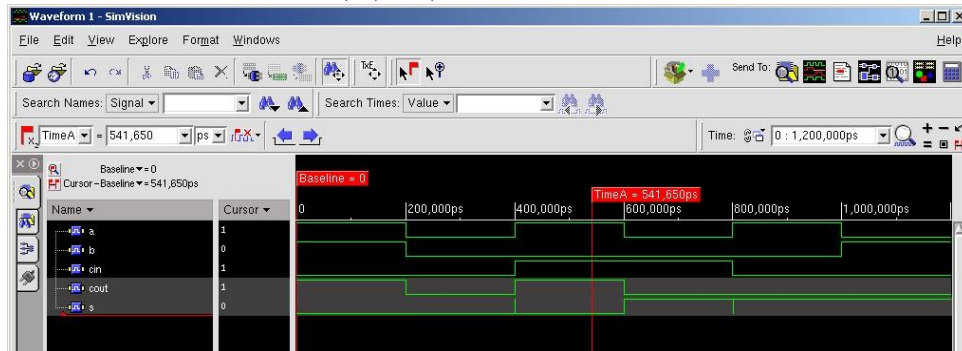 Waveform 1 - SimVision
File Edit View Explore Format Windows Help
TxE
Send To:
Search Names: Signal Search Times: Value
TimeA = 541,650 ps Time: 0 : 1,200,000ps
Baseline = 0
Cursor-Baseline = 541,650ps
Baseline = 0
TimeA = 541,650ps
Name Cursor 0 200,000ps 400,000ps 600,000ps 800,000ps 1,000,000ps
a 1
b 0
cin 1
cout 1
s 0